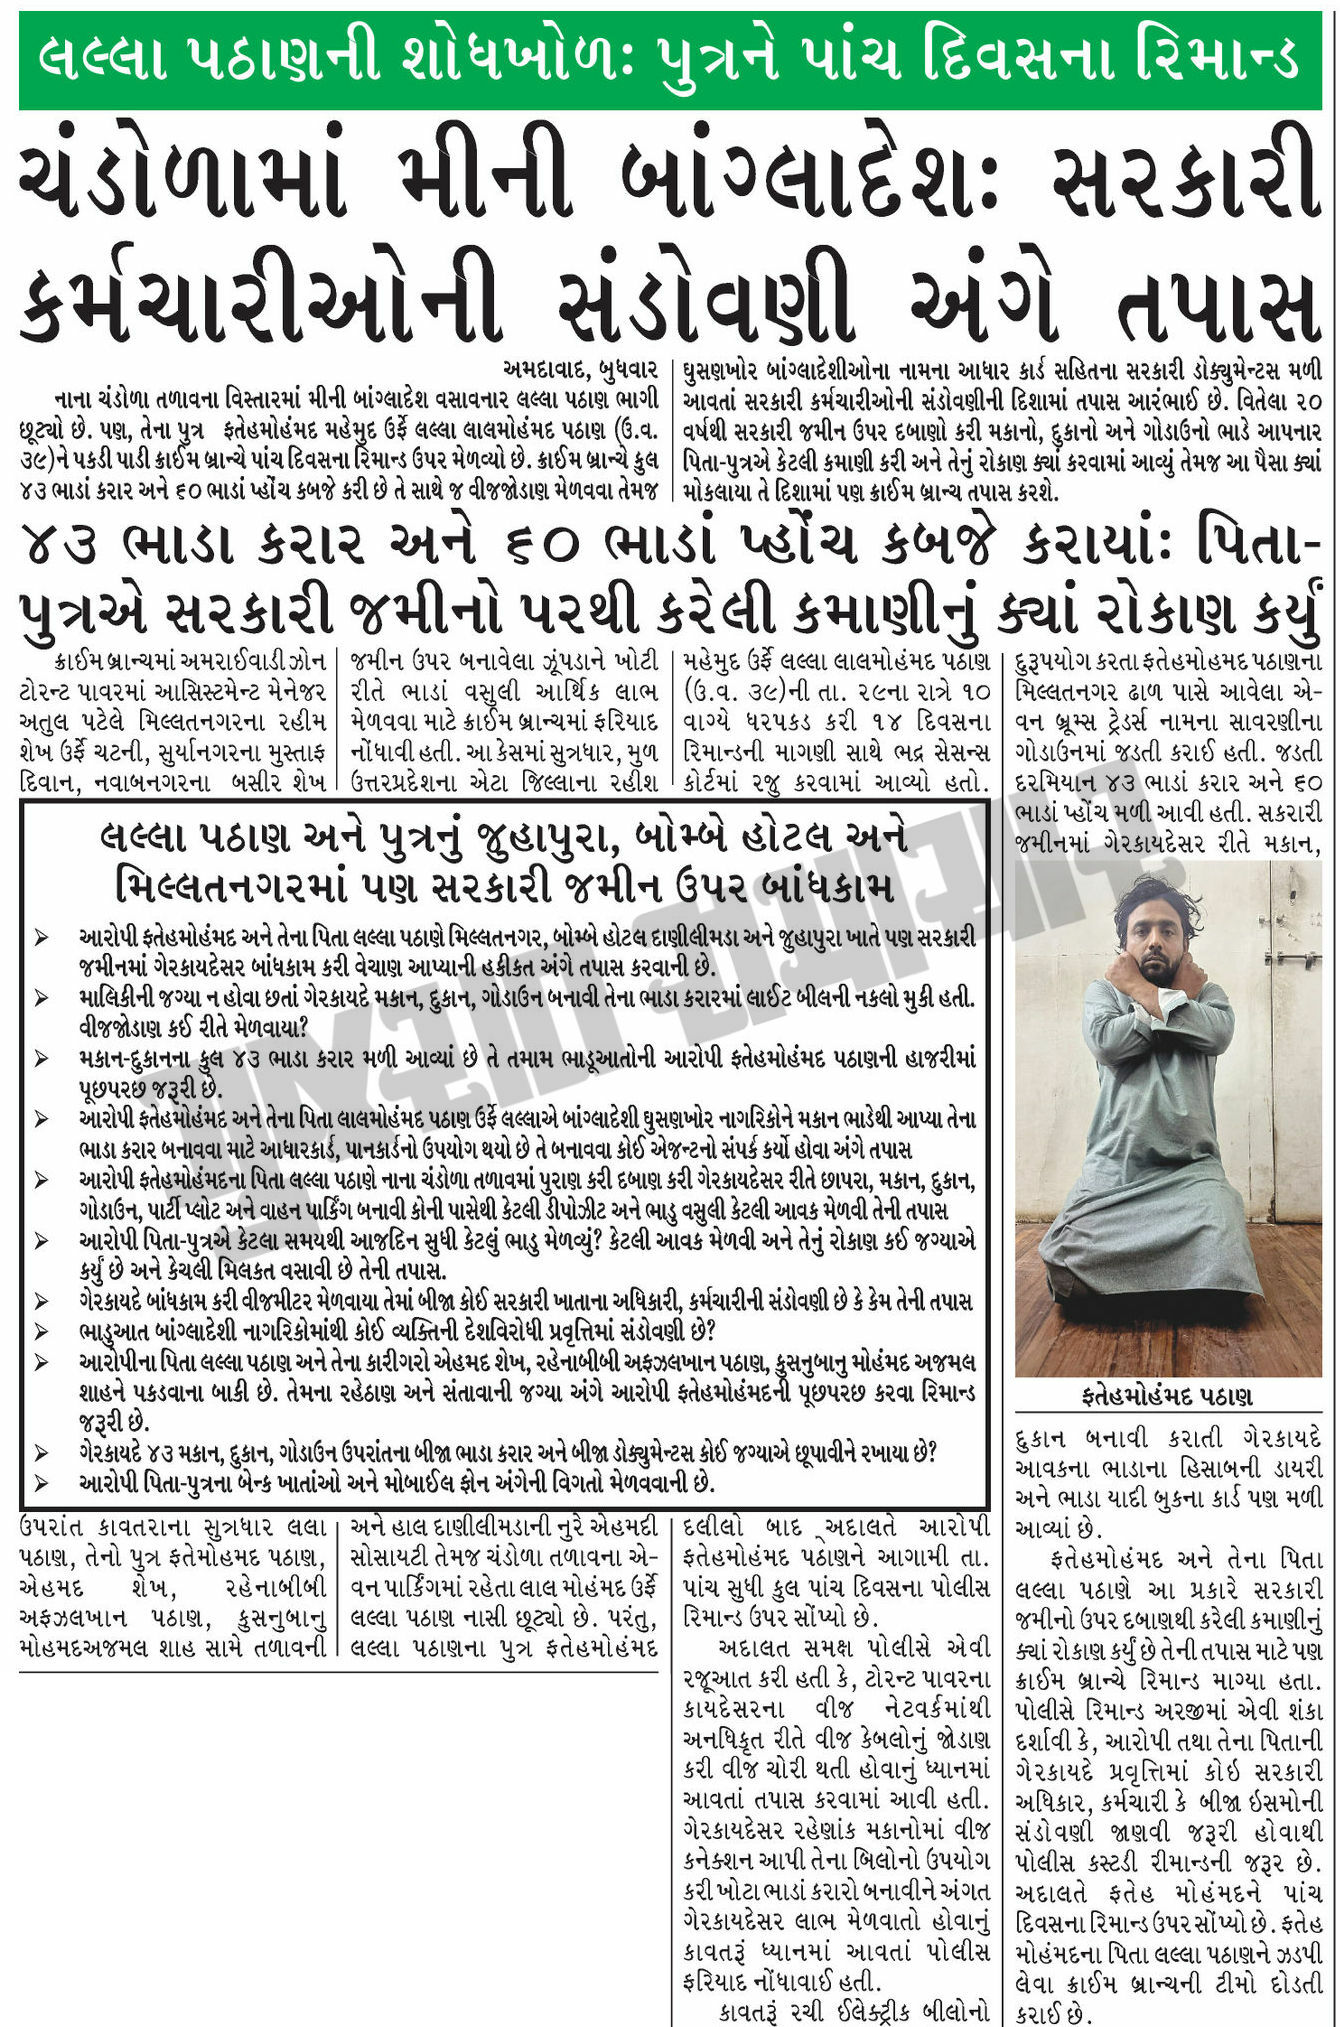 લલ્લા પઠાણની શોધખોળઃ પુત્રને પાંચ દિવસના રિમાન્ડ
ચંડોળામાં મીની બાંગ્લાદેશઃ સરકારી
કર્મચારીઓની સંડોવણી અંગે તપાસ
અમદાવાદ, બુધવાર
નાના ચંડોળા તળાવના વિસ્તારમાં મીની બાંગ્લાદેશ વસાવનાર લલ્લા પઠાણ ભાગી
છૂટ્યો છે. પણ, તેના પુત્ર ફતેહમોહંમદ મહેમુદ ઉર્ફે લલ્લા લાલમોહંમદ પઠાણ (ઉ.વ.
૩૯)ને પકડી પાડી ક્રાઈમ બ્રાન્ચે પાંચ દિવસના રિમાન્ડ ઉપર મેળવ્યો છે. ક્રાઈમ બ્રાન્ચે કુલ
૪૩ ભાડાં કરાર અને ૬૦ ભાડાં પ્હોંચ કબજે કરી છે તે સાથે જ વીજજોડાણ મેળવવા તેમજ
ઘુસણખોર બાંગ્લાદેશીઓના નામના આધાર કાર્ડ સહિતના સરકારી ડોક્યુમેન્ટસ મળી
આવતાં સરકારી કર્મચારીઓની સંડોવણીની દિશામાં તપાસ આરંભાઈ છે. વિતેલા ૨૦
વર્ષથી સરકારી જમીન ઉપર દબાણો કરી મકાનો, દુકાનો અને ગોડાઉનો ભાડે આપનાર
પિતા-પુત્રએ કેટલી કમાણી કરી અને તેનું રોકાણ ક્યાં કરવામાં આવ્યું તેમજ આ પૈસા ક્યાં
મોકલાયા તે દિશામાં પણ ક્રાઈમ બ્રાન્ચ તપાસ કરશે.
૪૩ ભાડા કરાર અને ૬૦ ભાડાં પ્હોંચ કબજે કરાયાંઃ પિતા-
પુત્રએ સરકારી જમીનો પરથી કરેલી કમાણીનું ક્યાં રોકાણ કર્યું
ક્રાઈમ બ્રાન્ચમાં અમરાઈવાડી ઝોન
ટોરન્ટ પાવરમાં આસિસ્ટમેન્ટ મેનેજર
અતુલ પટેલે મિલ્લતનગરના રહીમ
શેખ ઉર્ફે ચટની, સુર્યાનગરના મુસ્તાફ
દિવાન, નવાબનગરના બસીર શેખ
ઉપરાંત કાવતરાના સુત્રધાર લલા
પઠાણ, તેનો પુત્ર ફતેમોહમદ પઠાણ,
એહમદ શેખ, રહેનાબીબી
અફઝલખાન પઠાણ, કુસનુબાનુ
મોહમદઅજમલ શાહ સામે તળાવની
જમીન ઉપર બનાવેલા ઝૂંપડાને ખોટી
રીતે ભાડાં વસુલી આર્થિક લાભ
મેળવવા માટે ક્રાઈમ બ્રાન્ચમાં ફરિયાદ
નોંધાવી હતી. આ કેસમાં સુત્રધાર, મુળ
ઉત્તરપ્રદેશના એટા જિલ્લાના રહીશ
અને હાલ દાણીલીમડાની નુરે એહમદી
સોસાયટી તેમજ ચંડોળા તળાવના એ-
વન પાર્કિંગમાં રહેતા લાલ મોહંમદ ઉર્ફે
લલ્લા પઠાણ નાસી છૂટ્યો છે. પરંતુ,
લલ્લા પઠાણના પુત્ર ફતેહમોહંમદ
મહેમુદ ઉર્ફે લલ્લા લાલમોહંમદ પઠાણ
(ઉ.વ. ૩૯)ની તા. ૨૯ના રાત્રે ૧૦
વાગ્યે ધરપકડ કરી ૧૪ દિવસના
રિમાન્ડની માગણી સાથે ભદ્ર સેસન્સ
કોર્ટમાં રજુ કરવામાં આવ્યો હતો.
દલીલો બાદ અદાલતે આરોપી
ફતેહમોહંમદ પઠાણને આગામી તા.
પાંચ સુધી કુલ પાંચ દિવસના પોલીસ
રિમાન્ડ ઉપર સોંપ્યો છે.
અદાલત સમક્ષ પોલીસે એવી
રજૂઆત કરી હતી કે, ટોરન્ટ પાવરના
કાયદેસરના વીજ નેટવર્કમાંથી
અનધિકૃત રીતે વીજ કેબલોનું જોડાણ
કરી વીજ ચોરી થતી હોવાનું ધ્યાનમાં
આવતાં તપાસ કરવામાં આવી હતી.
ગેરકાયદેસર રહેણાંક મકાનોમાં વીજ
કનેક્શન આપી તેના બિલોનો ઉપયોગ
કરી ખોટા ભાડાં કરારો બનાવીને અંગત
ગેરકાયદેસર લાભ મેળવાતો હોવાનું
કાવતરૂં ધ્યાનમાં આવતાં પોલીસ
ફરિયાદ નોંધાવાઈ હતી.
કાવતરૂં રચી ઈલેક્ટ્રીક બીલોનો
દુરૂપયોગ કરતા ફતેહમોહમદ પઠાણના
મિલ્લતનગર ઢાળ પાસે આવેલા એ-
વન બ્રૂમ્સ ટ્રેડર્સ નામના સાવરણીના
ગોડાઉનમાં જડતી કરાઈ હતી. જડતી
દરમિયાન ૪૩ ભાડાં કરાર અને ૬૦
ભાડાં પ્હોંચ મળી આવી હતી. સકરારી
જમીનમાં ગેરકાયદેસર રીતે મકાન,
ફતેહમોહંમદ પઠાણ
દુકાન બનાવી કરાતી ગેરકાયદે
આવકના ભાડાના હિસાબની ડાયરી
અને ભાડા યાદી બુકના કાર્ડ પણ મળી
આવ્યાં છે.
ફતેહમોહંમદ અને તેના પિતા
લલ્લા પઠાણે આ પ્રકારે સરકારી
જમીનો ઉપર દબાણથી કરેલી કમાણીનું
ક્યાં રોકાણ કર્યું છે તેની તપાસ માટે પણ
ક્રાઈમ બ્રાન્ચે રિમાન્ડ માગ્યા હતા.
પોલીસે રિમાન્ડ અરજીમાં એવી શંકા
દર્શાવી કે, આરોપી તથા તેના પિતાની
ગેરકાયદે પ્રવૃત્તિમાં કોઇ સરકારી
અધિકાર, કર્મચારી કે બીજા ઇસમોની
સંડોવણી જાણવી જરૂરી હોવાથી
પોલીસ કસ્ટડી રીમાન્ડની જરૂર છે.
અદાલતે ફતેહ મોહંમદને પાંચ
દિવસના રિમાન્ડ ઉપર સોંપ્યો છે. ફતેહ
મોહંમદના પિતા લલ્લા પઠાણને ઝડપી
લેવા ક્રાઈમ બ્રાન્ચની ટીમો દોડતી
કરાઈ છે.
લલ્લા પઠાણ અને પુત્રનું જુહાપુરા, બોમ્બે હોટલ અને
મિલ્લતનગરમાં પણ સરકારી જમીન ઉપર બાંધકામ
➢ આરોપી ફતેહમોહંમદ અને તેના પિતા લલ્લા પઠાણે મિલ્લતનગર, બોમ્બે હોટલ દાણીલીમડા અને જુહાપુરા ખાતે પણ સરકારી
જમીનમાં ગેરકાયદેસર બાંધકામ કરી વેચાણ આપ્યાની હકીકત અંગે તપાસ કરવાની છે.
➢ માલિકીની જગ્યા ન હોવા છતાં ગેરકાયદે મકાન, દુકાન, ગોડાઉન બનાવી તેના ભાડા કરારમાં લાઈટ બીલની નકલો મુકી હતી.
વીજજોડાણ કઈ રીતે મેળવાયા?
➢ મકાન-દુકાનના કુલ ૪૩ ભાડા કરાર મળી આવ્યાં છે તે તમામ ભાડૂઆતોની આરોપી ફતેહમોહંમદ પઠાણની હાજરીમાં
પૂછપરછ જરૂરી છે.
➢ આરોપી ફતેહમોહંમદ અને તેના પિતા લાલમોહંમદ પઠાણ ઉર્ફે લલ્લાએ બાંગ્લાદેશી ઘુસણખોર નાગરિકોને મકાન ભાડેથી આપ્યા તેના
ભાડા કરાર બનાવવા માટે આધારકાર્ડ, પાનકાર્ડનો ઉપયોગ થયો છે તે બનાવવા કોઈ એજન્ટનો સંપર્ક કર્યો હોવા અંગે તપાસ
➢ આરોપી ફતેહમોહંમદના પિતા લલ્લા પઠાણે નાના ચંડોળા તળાવમાં પુરાણ કરી દબાણ કરી ગેરકાયદેસર રીતે છાપરા, મકાન, દુકાન,
ગોડાઉન, પાર્ટી પ્લોટ અને વાહન પાર્કિંગ બનાવી કોની પાસેથી કેટલી ડીપોઝીટ અને ભાડુ વસુલી કેટલી આવક મેળવી તેની તપાસ
➢ આરોપી પિતા-પુત્રએ કેટલા સમયથી આજદિન સુધી કેટલું ભાડુ મેળવ્યું? કેટલી આવક મેળવી અને તેનું રોકાણ કઈ જગ્યાએ
કર્યું છે અને કેચલી મિલકત વસાવી છે તેની તપાસ.
➢ ગેરકાયદે બાંધકામ કરી વીજમીટર મેળવાયા તેમાં બીજા કોઈ સરકારી ખાતાના અધિકારી, કર્મચારીની સંડોવણી છે કે કેમ તેની તપાસ
➢ ભાડુઆત બાંગ્લાદેશી નાગરિકોમાંથી કોઈ વ્યક્તિની દેશવિરોધી પ્રવૃત્તિમાં સંડોવણી છે?
➢ આરોપીના પિતા લલ્લા પઠાણ અને તેના કારીગરો એહમદ શેખ, રહેનાબીબી અફઝલખાન પઠાણ, કુસનુબાનુ મોહંમદ અજમલ
શાહને પકડવાના બાકી છે. તેમના રહેઠાણ અને સંતાવાની જગ્યા અંગે આરોપી ફતેહમોહંમદની પૂછપરછ કરવા રિમાન્ડ
જરૂરી છે.
➢ ગેરકાયદે ૪૩ મકાન, દુકાન, ગોડાઉન ઉપરાંતના બીજા ભાડા કરાર અને બીજા ડોક્યુમેન્ટસ કોઈ જગ્યાએ છૂપાવીને રખાયા છે?
➢ આરોપી પિતા-પુત્રના બેન્ક ખાતાંઓ અને મોબાઈલ ફોન અંગેની વિગતો મેળવવાની છે.
ગુજરાત સમાચાર